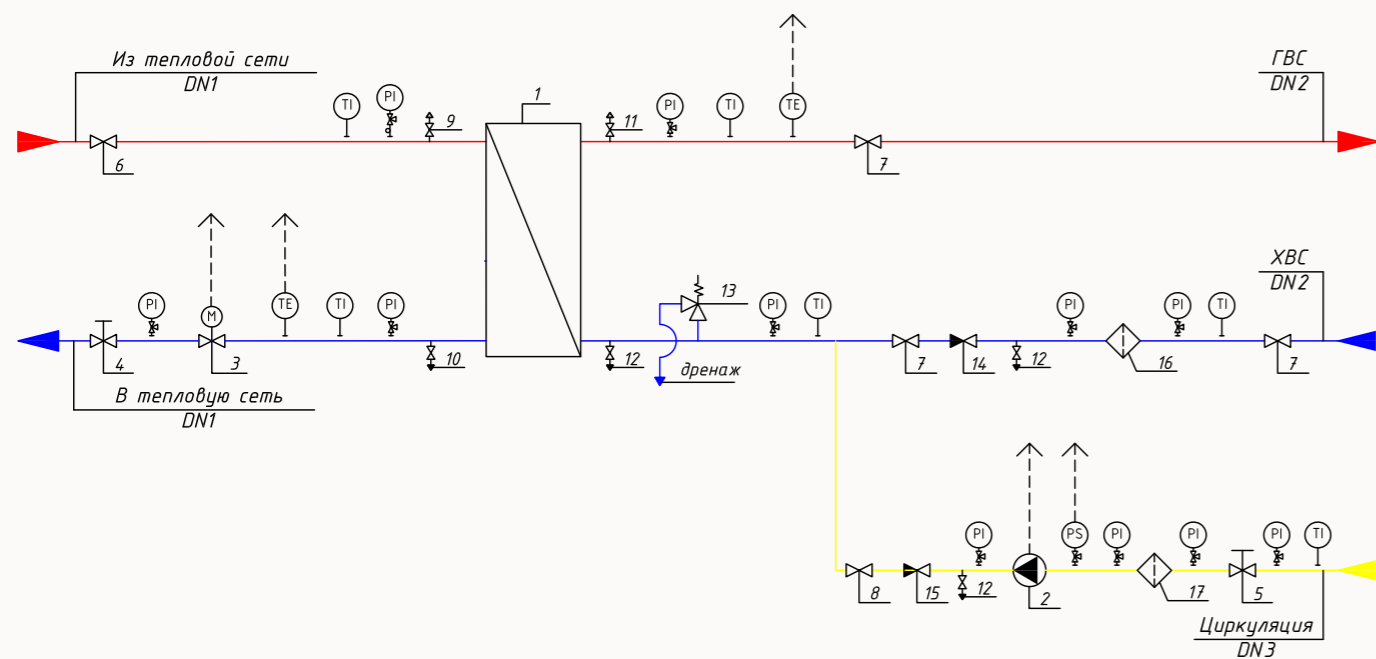 Из тепловой сети
DN1
ГВС
DN2
1
9
11
TI
PI
PI
TI
TE
6
7
ХВС
DN2
13
PI
M
TE
TI
PI
PI
TI
PI
PI
TI
4
3
10
12
дренаж
7
14
12
16
7
В тепловую сеть
DN1
PI
PS
PI
PI
PI
TI
8
15
12
2
17
5
Циркуляция
DN3